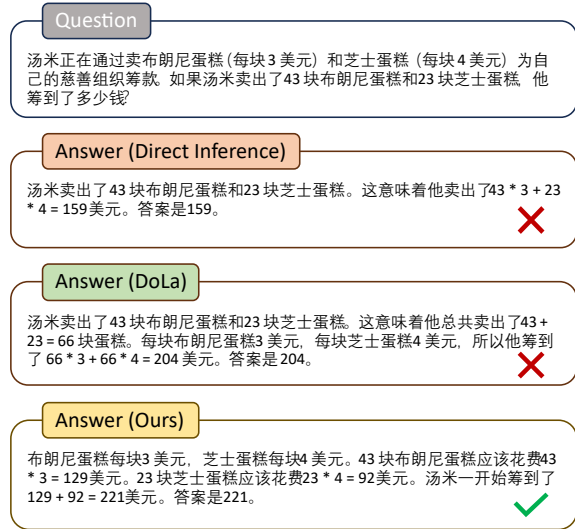 Question
汤米正在通过卖布朗尼蛋糕(每块3 美元) 和芝士蛋糕 (每块4 美元) 为自
己的慈善组织筹款。如果汤米卖出了43 块布朗尼蛋糕和23 块芝士蛋糕, 他
筹到了多少钱?
Answer (Direct Inference)
汤米卖出了43 块布朗尼蛋糕和23 块芝士蛋糕。这意味着他卖出了43 * 3 + 23
* 4 = 159美元。答案是159。
Answer (DoLa)
汤米卖出了43 块布朗尼蛋糕和23 块芝士蛋糕。这意味着他总共卖出了43 +
23 = 66 块蛋糕。每块布朗尼蛋糕3 美元, 每块芝士蛋糕4 美元, 所以他筹到
了 66 * 3 + 66 * 4 = 204 美元。答案是204。
Answer (Ours)
布朗尼蛋糕每块3 美元, 芝士蛋糕每块4 美元。43 块布朗尼蛋糕应该花费43
* 3 = 129美元。23 块芝士蛋糕应该花费23 * 4 = 92美元。汤米一开始筹到了
129 + 92 = 221美元。答案是221。